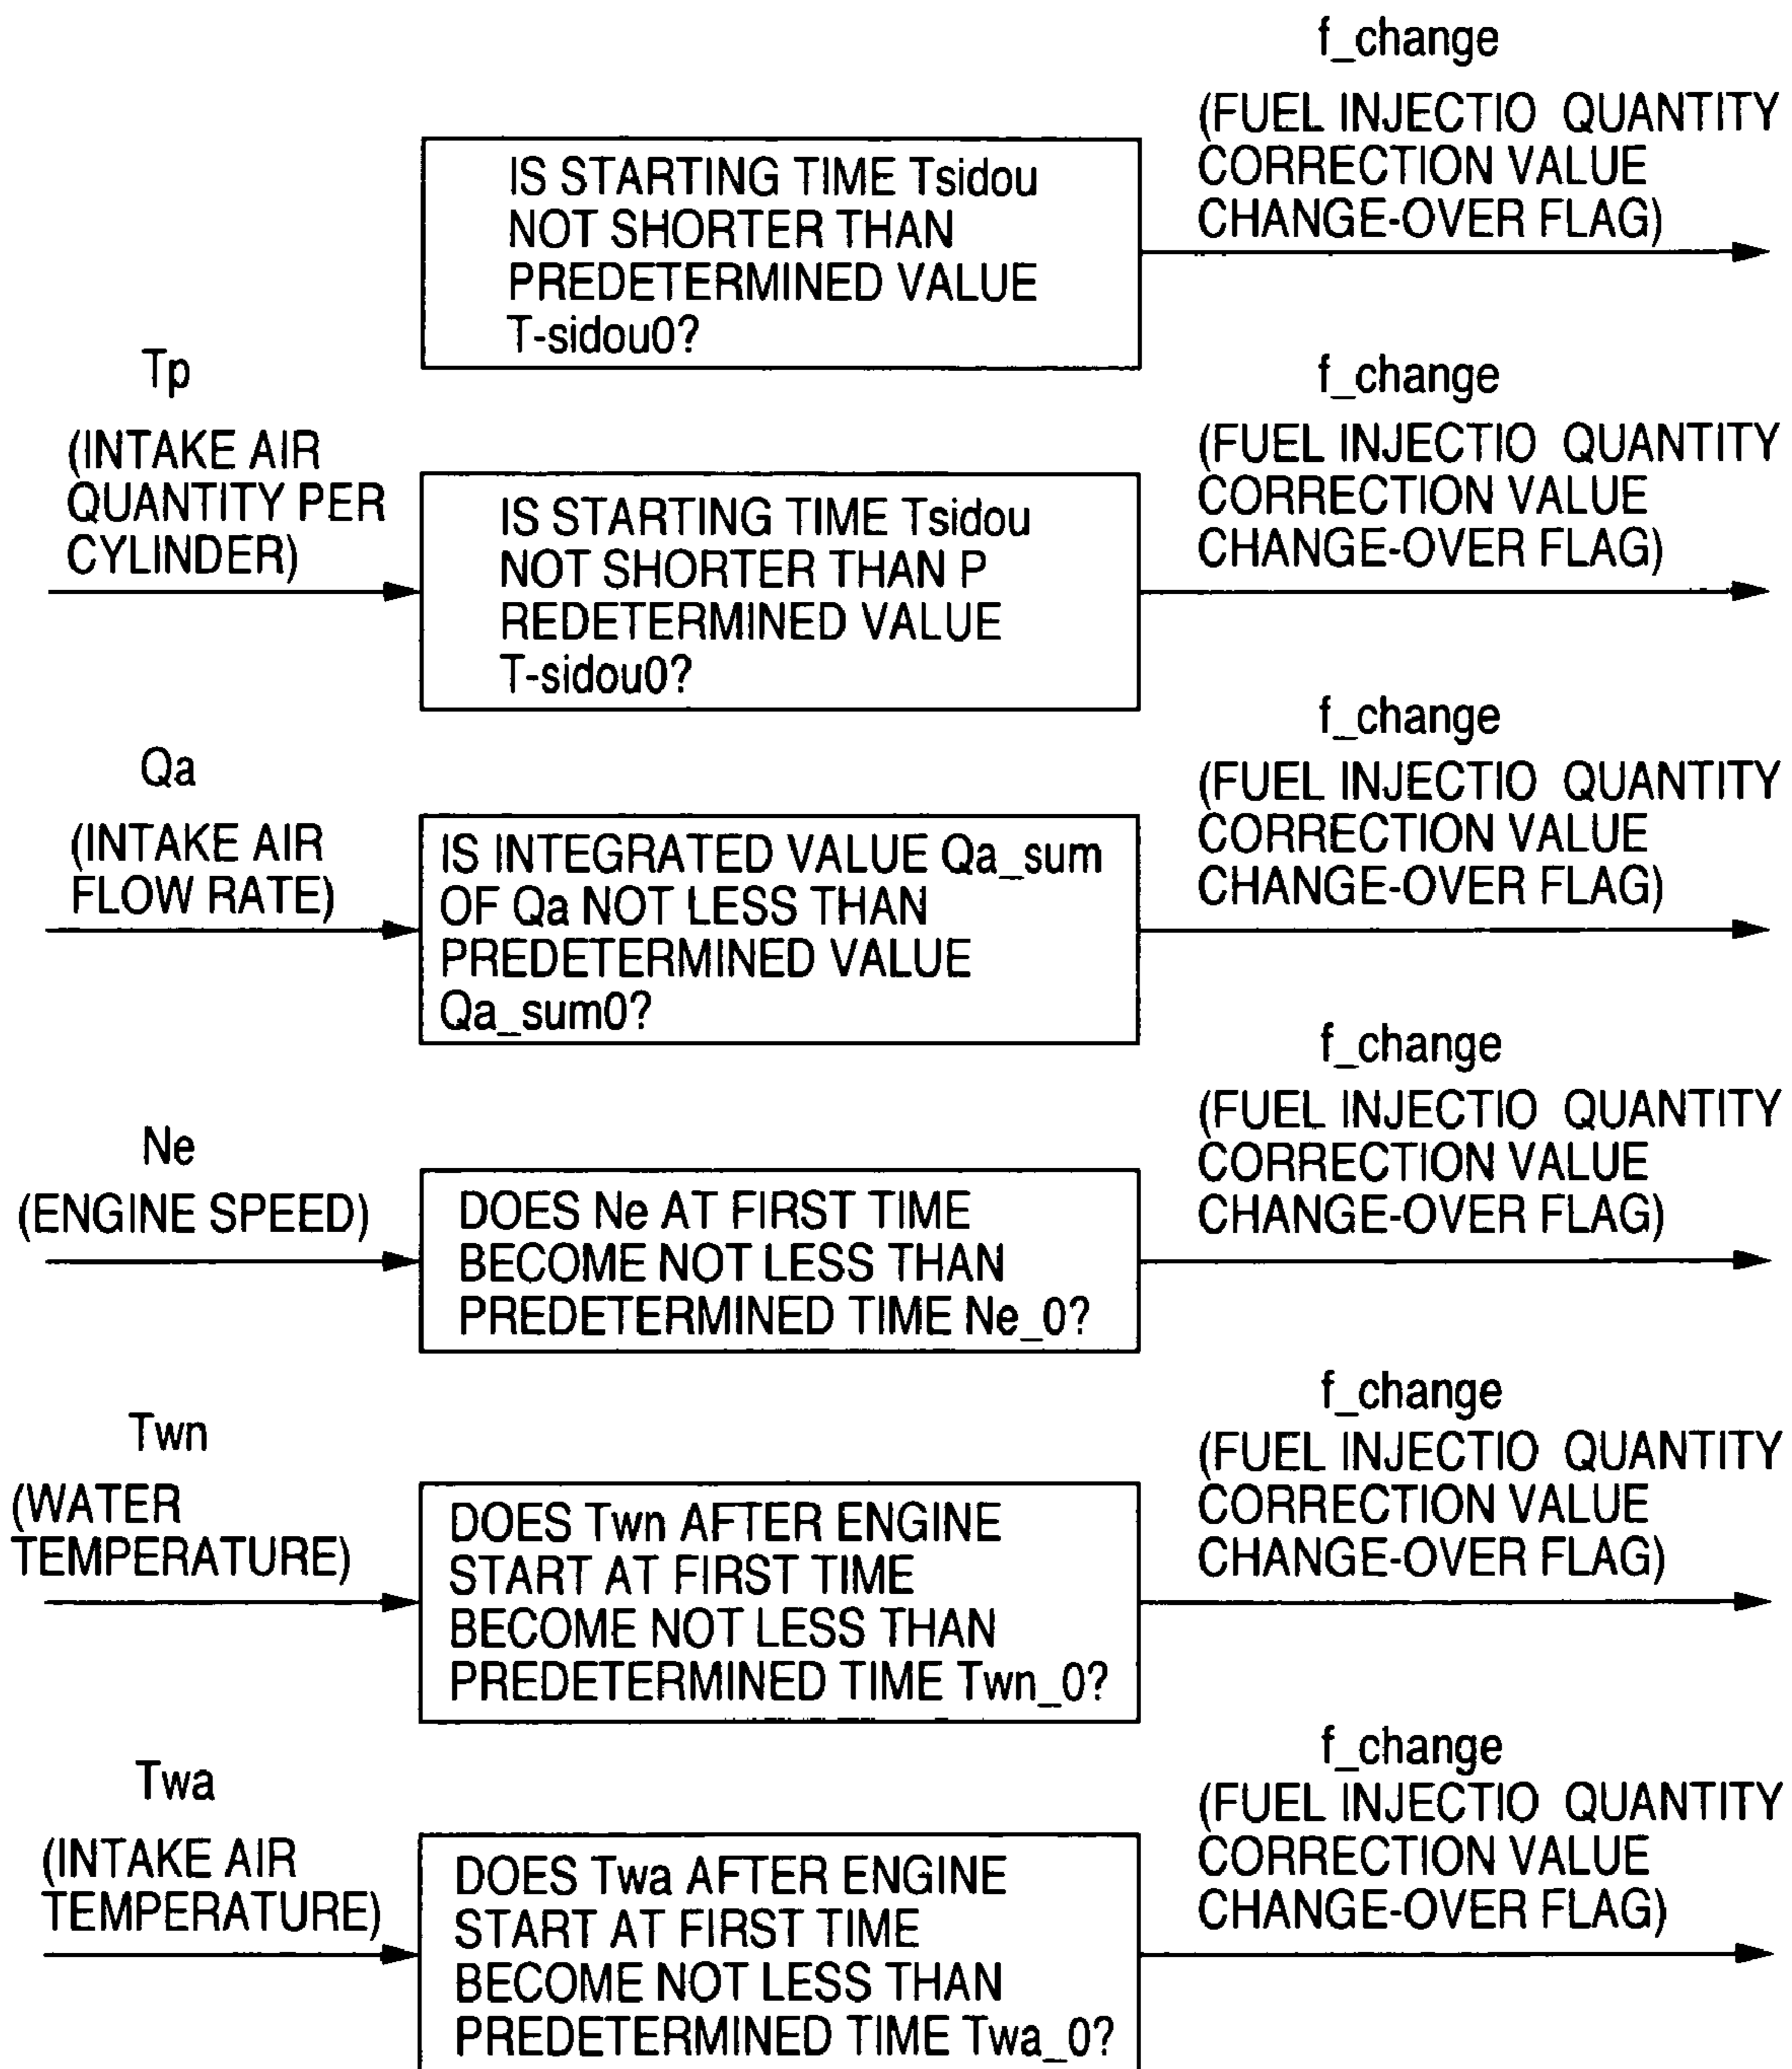 f_change
(FUEL INJECTIO QUANTITY
CORRECTION VALUE
CHANGE-OVER FLAG)
IS STARTING TIME Tsidou
NOT SHORTER THAN
PREDETERMINED VALUE
T-sidou0?
Tp
(INTAKE AIR
QUANTITY PER
CYLINDER)
IS STARTING TIME Tsidou
NOT SHORTER THAN P
REDETERMINED VALUE
T-sidou0?
f_change
(FUEL INJECTIO QUANTITY
CORRECTION VALUE
CHANGE-OVER FLAG)
Qa
(INTAKE AIR
FLOW RATE)
IS INTEGRATED VALUE Qa_sum
OF Qa NOT LESS THAN
PREDETERMINED VALUE
Qa_sum0?
f_change
(FUEL INJECTIO QUANTITY
CORRECTION VALUE
CHANGE-OVER FLAG)
Ne
(ENGINE SPEED)
DOES Ne AT FIRST TIME
BECOME NOT LESS THAN
PREDETERMINED TIME Ne_0?
f_change
(FUEL INJECTIO QUANTITY
CORRECTION VALUE
CHANGE-OVER FLAG)
Twn
(WATER
TEMPERATURE)
DOES Twn AFTER ENGINE
START AT FIRST TIME
BECOME NOT LESS THAN
PREDETERMINED TIME Twn_0?
f_change
(FUEL INJECTIO QUANTITY
CORRECTION VALUE
CHANGE-OVER FLAG)
Twa
(INTAKE AIR
TEMPERATURE)
DOES Twa AFTER ENGINE
START AT FIRST TIME
BECOME NOT LESS THAN
PREDETERMINED TIME Twa_0?
f_change
(FUEL INJECTIO QUANTITY
CORRECTION VALUE
CHANGE-OVER FLAG)